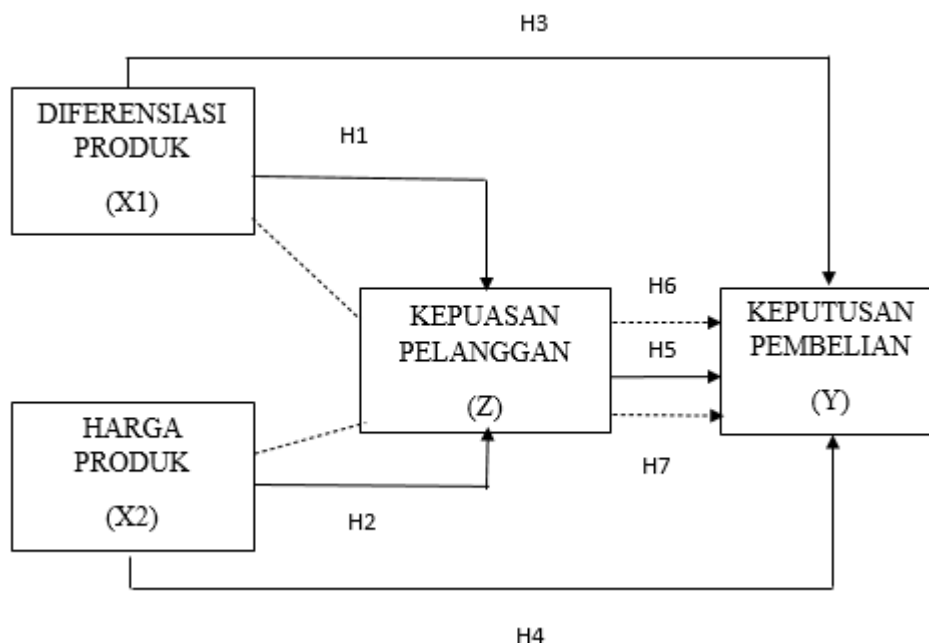 H3
DIFERENSIASI
PRODUK
(X1)
H1
KEPUASAN
PELANGGAN
(Z)
H6
H5
H7
KEPUTUSAN
PEMBELIAN
(Y)
HARGA
PRODUK
(X2)
H2
H4